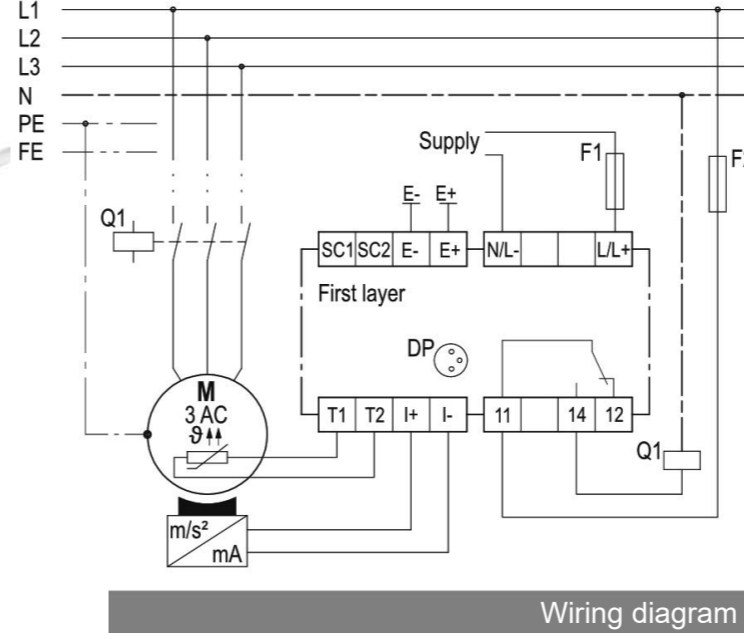 L1
L2
L3
N
PE
FE
Supply
F1
E- E+
Q1
SC1 SC2 E- E+ N/L- L/L+
First layer
DP
M
3 AC
ϑ
T1 T2 I+ I- 11 14 12
Q1
m/s²
mA
Wiring diagram